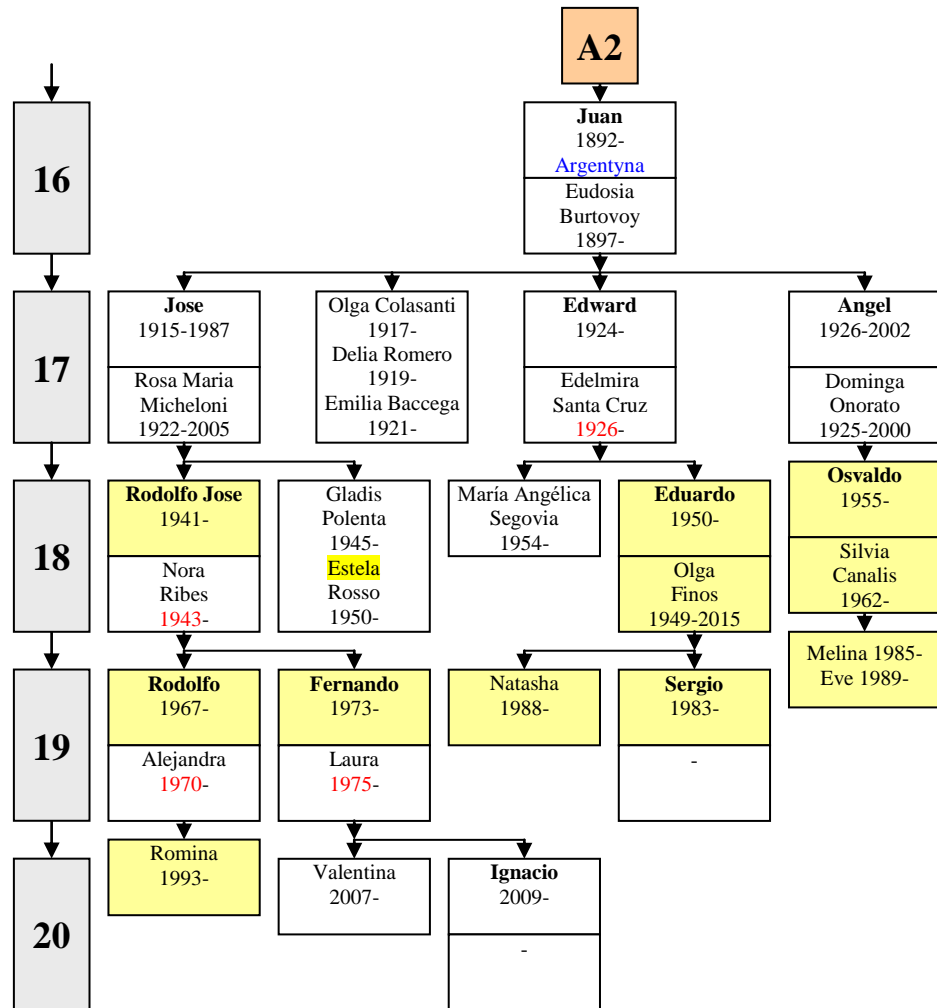 A2
16
Juan
1892-
Argentyna
Eudosia
Burtovoy
1897-
17
Jose
1915-1987
Rosa Maria
Micheloni
1922-2005
Olga Colasanti
1917-
Delia Romero
1919-
Emilia Baccega
1921-
Edward
1924-
Edelmira
Santa Cruz
1926-
Angel
1926-2002
Dominga
Onorato
1925-2000
18
Rodolfo Jose
1941-
Nora
Ribes
1943-
Gladis
Polenta
1945-
Estela
Rosso
1950-
María Angélica
Segovia
1954-
Eduardo
1950-
Olga
Finos
1949-2015
Osvaldo
1955-
Silvia
Canalis
1962-
19
Rodolfo
1967-
Alejandra
1970-
Fernando
1973-
Laura
1975-
Natasha
1988-
Sergio
1983-
-
Melina 1985-
Eve 1989-
20
Romina
1993-
Valentina
2007-
Ignacio
2009-
-